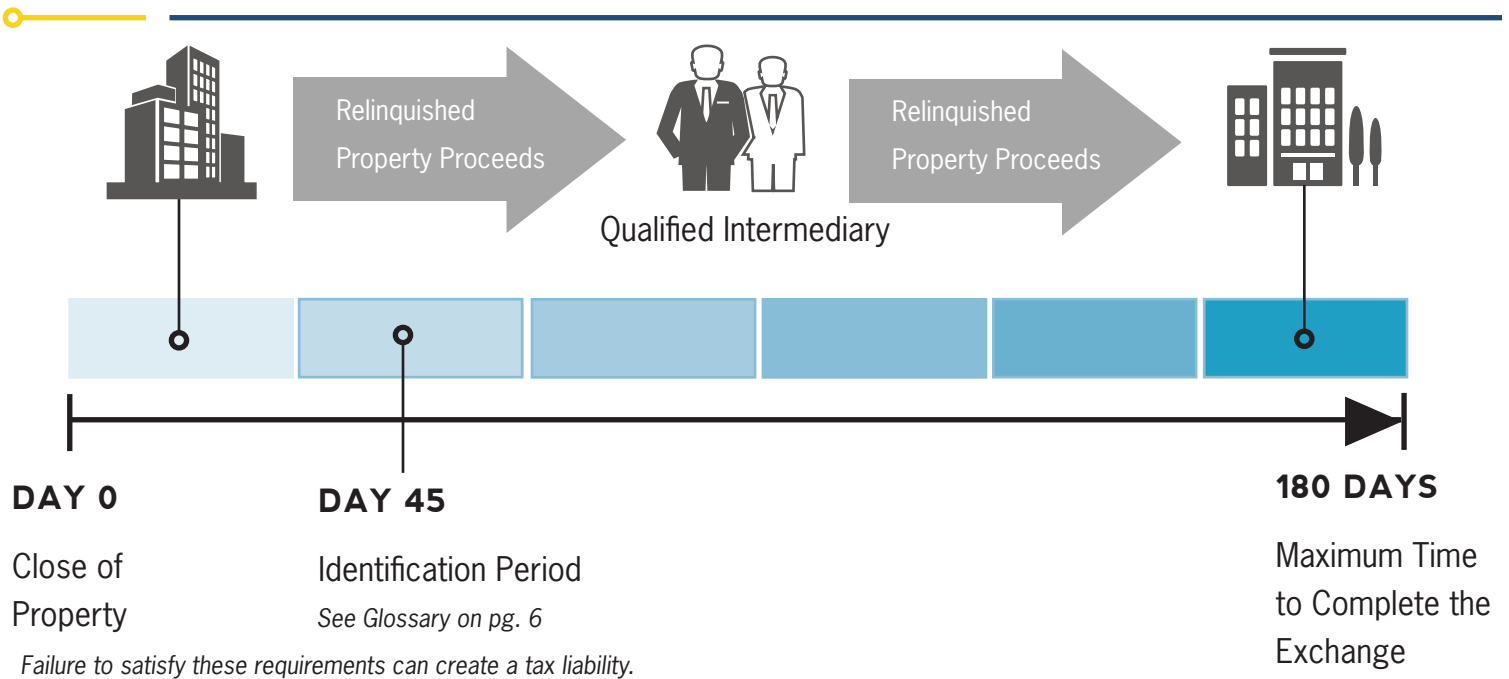 Relinquished
Property Proceeds
Qualified Intermediary
Relinquished
Property Proceeds
DAY 0
Close of
Property
DAY 45
Identification Period
See Glossary on pg. 6
180 DAYS
Maximum Time
to Complete the
Exchange
Failure to satisfy these requirements can create a tax liability.